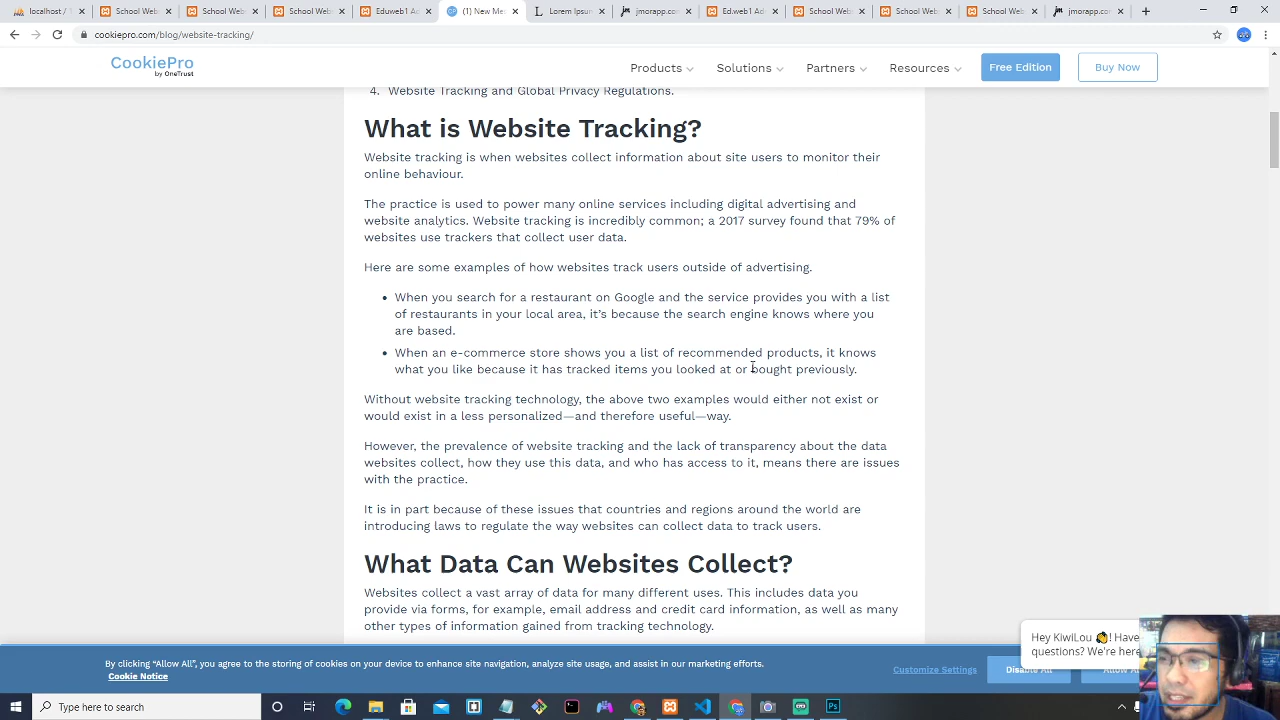 localhost / 1
School Web
School Web
School We
Eduweb1 Ad
(1) New Me
Lorem Ipsum
jmorapp.co
Ed.web1 Ad
School Web
School Web
School Web
jmorapp.co
cookiepro.com/blog/website-tracking/
CookiePro
by OneTrust
Products
Solutions
Partners
Resources
Free Edition
Buy Now
4. Website Tracking and Global Privacy Regulations.
What is Website Tracking?
Website tracking is when websites collect information about site users to monitor their
online behaviour.
The practice is used to power many online services including digital advertising and
website analytics. Website tracking is incredibly common; a 2017 survey found that 79% of
websites use trackers that collect user data.
Here are some examples of how websites track users outside of advertising.
• When you search for a restaurant on Google and the service provides you with a list
of restaurants in your local area, it's because the search engine knows where you
are based.
• When an e-commerce store shows you a list of recommended products, it knows
what you like because it has tracked items you looked at or bought previously.
Without website tracking technology, the above two examples would either not exist or
would exist in a less personalized—and therefore useful—way.
However, the prevalence of website tracking and the lack of transparency about the data
websites collect, how they use this data, and who has access to it, means there are issues
with the practice.
It is in part because of these issues that countries and regions around the world are
introducing laws to regulate the way websites can collect data to track users.
What Data Can Websites Collect?
Websites collect a vast array of data for many different uses. This includes data you
provide via forms, for example, email address and credit card information, as well as many
other types of information gained from tracking technology.
Hey KiwiLou 👋! Have
questions? We're here
By clicking “Allow All”, you agree to the storing of cookies on your device to enhance site navigation, analyze site usage, and assist in our marketing efforts.
Cookie Notice
Customize Settings
Disable All
Allow All
Type here to search